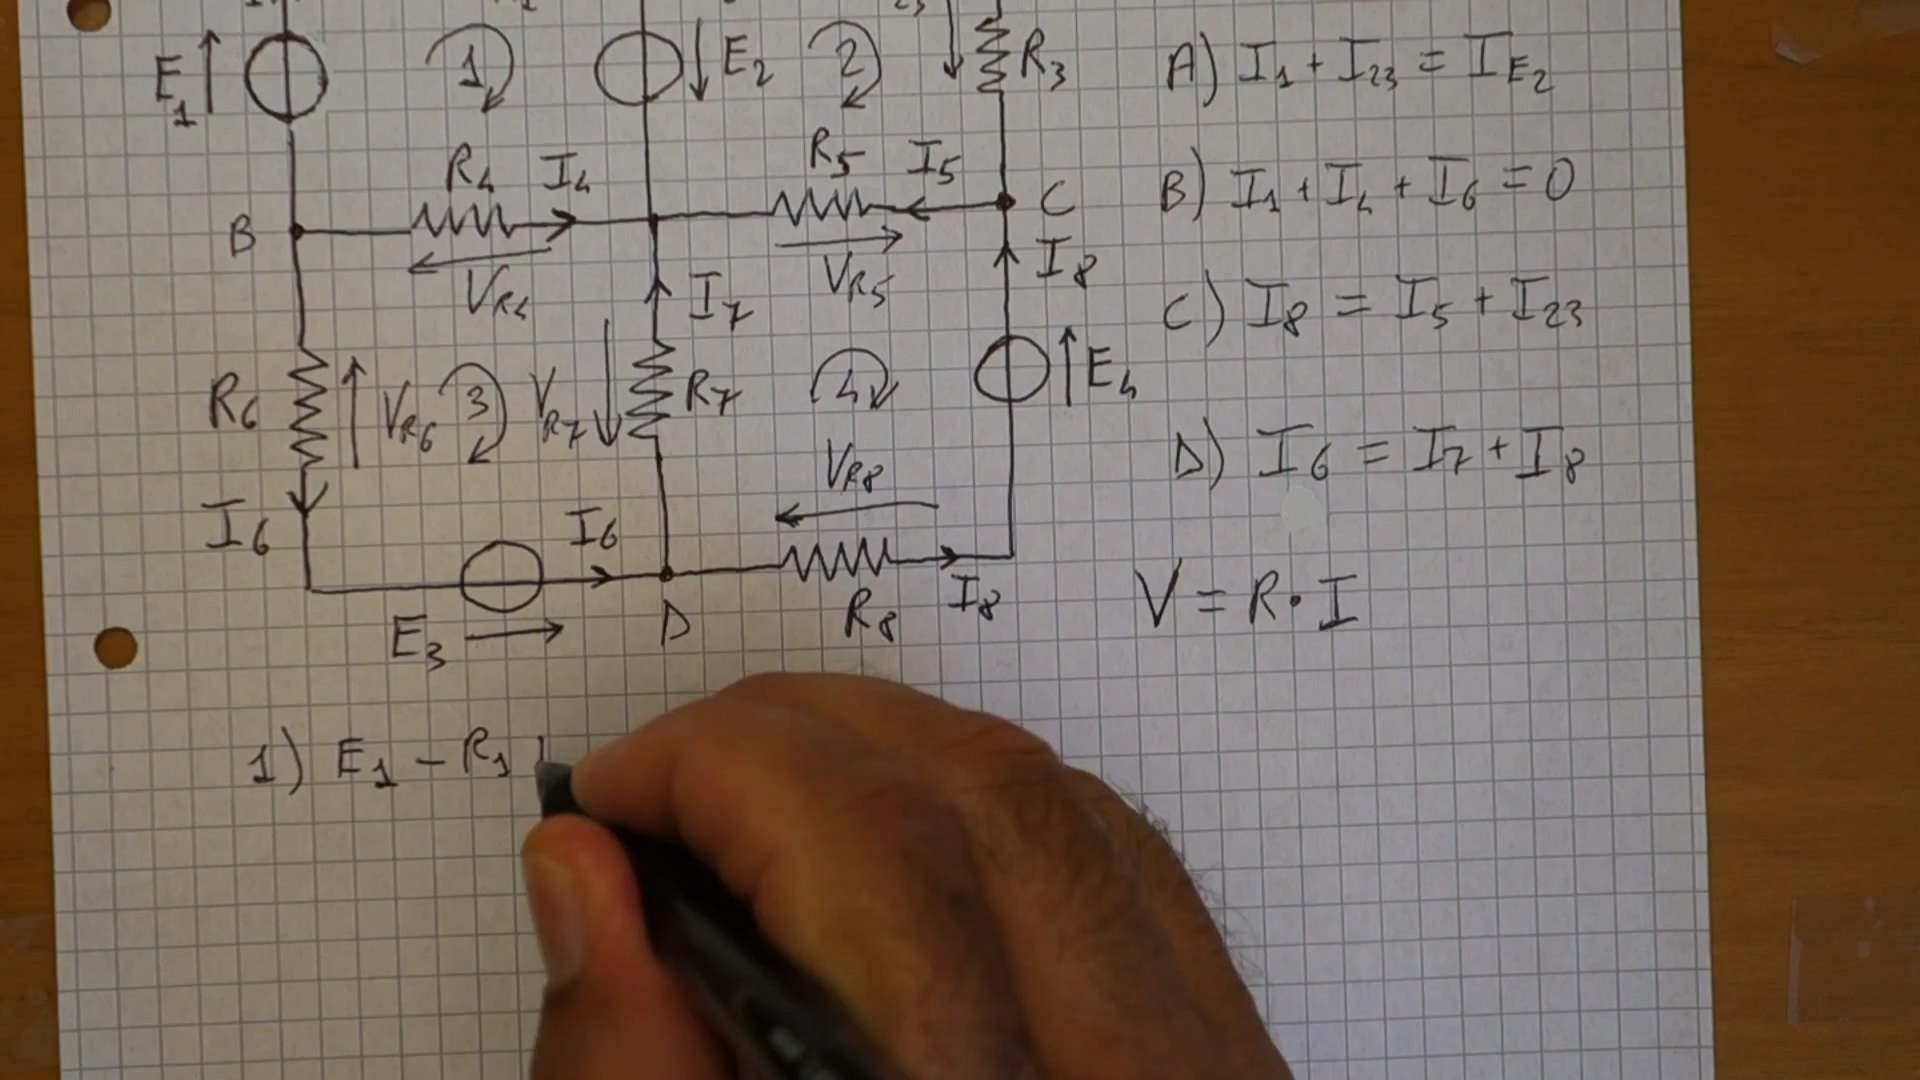 E1
1
E2
2
R3
A) I1 + I23 = IE2
R4 I4
R5 I5
B
C
B) I1 + I4 + I6 = 0
VR4
I7
VR5
I8
C) I8 = I5 + I23
R6
VR6
3
VR7
R7
4
E4
VR8
D) I6 = I7 + I8
I6
I6
E3
D
R8
I8
V = R · I
1) E1 - R1